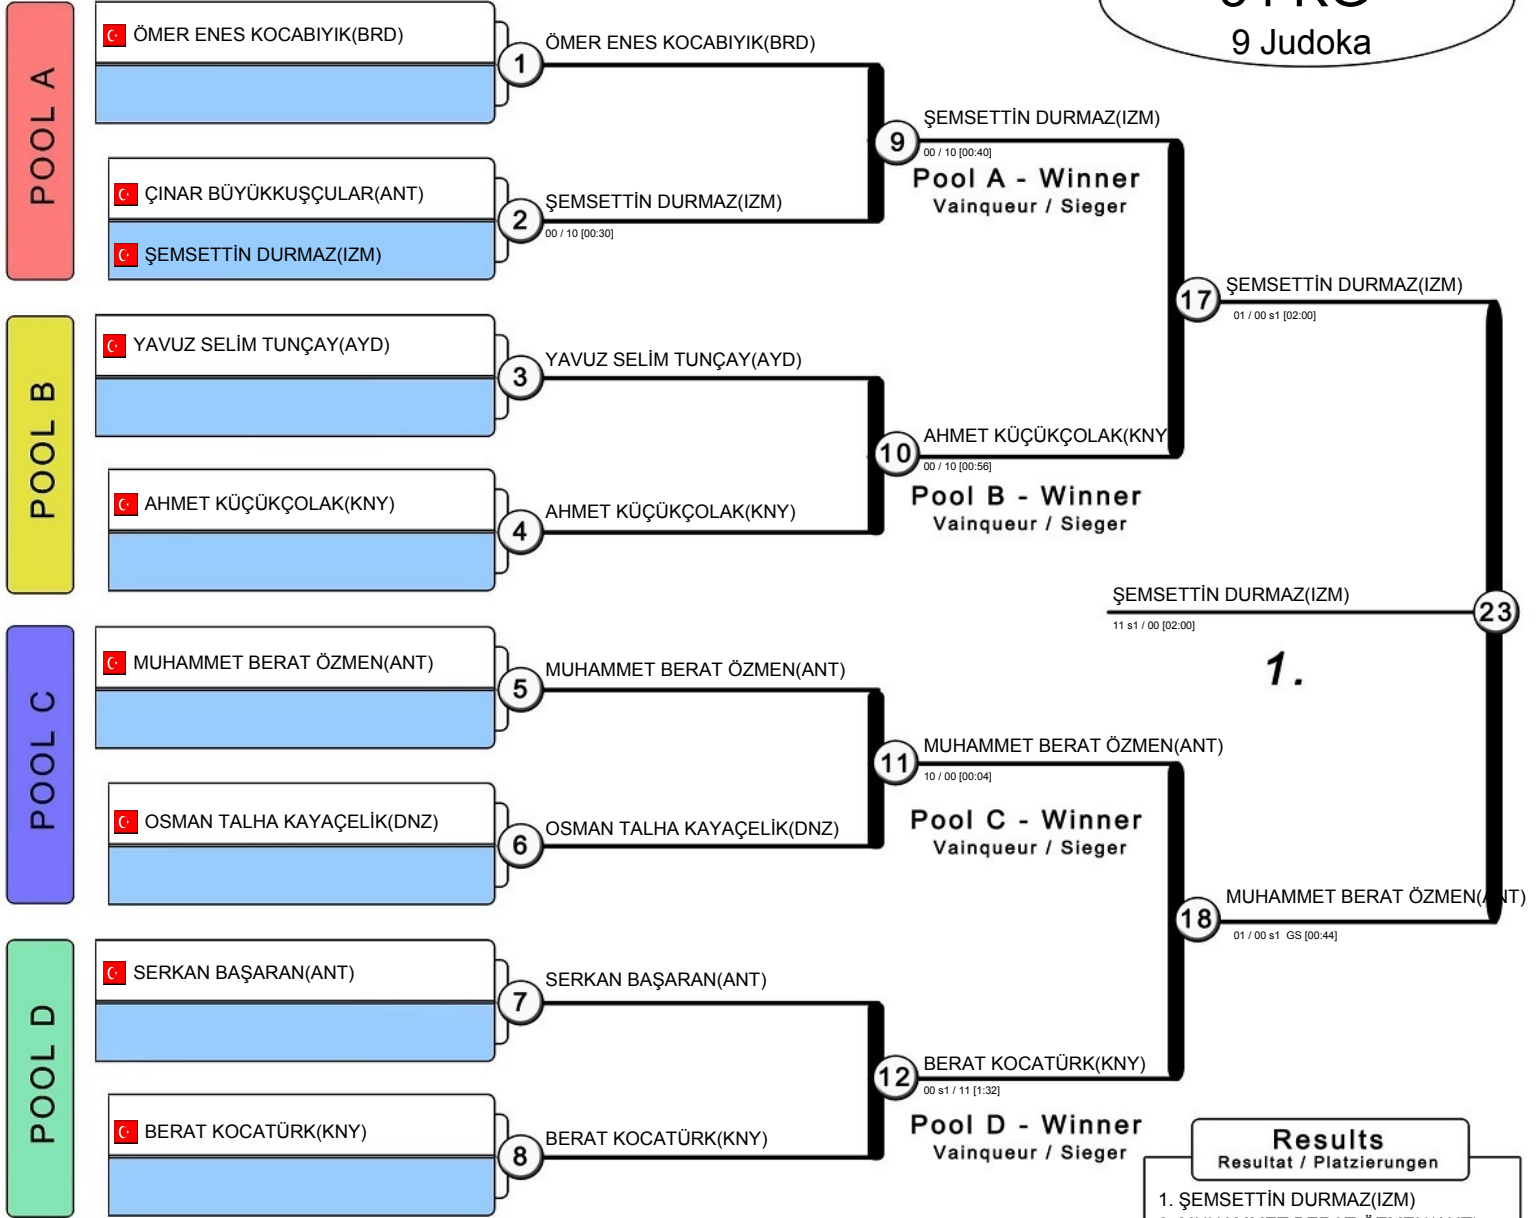 9 Judoka
POOL A
ÖMER ENES KOCABIYIK(BRD)
1
ÖMER ENES KOCABIYIK(BRD)
ÇINAR BÜYÜKKUŞÇULAR(ANT)
ŞEMSETTİN DURMAZ(IZM)
2
ŞEMSETTİN DURMAZ(IZM)
00 / 10 [00:30]
9
ŞEMSETTİN DURMAZ(IZM)
00 / 10 [00:40]
Pool A - Winner
Vainqueur / Sieger
POOL B
YAVUZ SELİM TUNÇAY(AYD)
3
YAVUZ SELİM TUNÇAY(AYD)
AHMET KÜÇÜKÇOLAK(KNY)
4
AHMET KÜÇÜKÇOLAK(KNY)
10
AHMET KÜÇÜKÇOLAK(KNY
00 / 10 [00:56]
Pool B - Winner
Vainqueur / Sieger
17
ŞEMSETTİN DURMAZ(IZM)
01 / 00 s1 [02:00]
ŞEMSETTİN DURMAZ(IZM)
23
11 s1 / 00 [02:00]
1.
POOL C
MUHAMMET BERAT ÖZMEN(ANT)
5
MUHAMMET BERAT ÖZMEN(ANT)
OSMAN TALHA KAYAÇELİK(DNZ)
6
OSMAN TALHA KAYAÇELİK(DNZ)
11
MUHAMMET BERAT ÖZMEN(ANT)
10 / 00 [00:04]
Pool C - Winner
Vainqueur / Sieger
18
MUHAMMET BERAT ÖZMEN(ANT)
01 / 00 s1 GS [00:44]
POOL D
SERKAN BAŞARAN(ANT)
7
SERKAN BAŞARAN(ANT)
BERAT KOCATÜRK(KNY)
8
BERAT KOCATÜRK(KNY)
12
BERAT KOCATÜRK(KNY)
00 s1 / 11 [1:32]
Pool D - Winner
Vainqueur / Sieger
Results
Resultat / Platzierungen
1. ŞEMSETTİN DURMAZ(IZM)